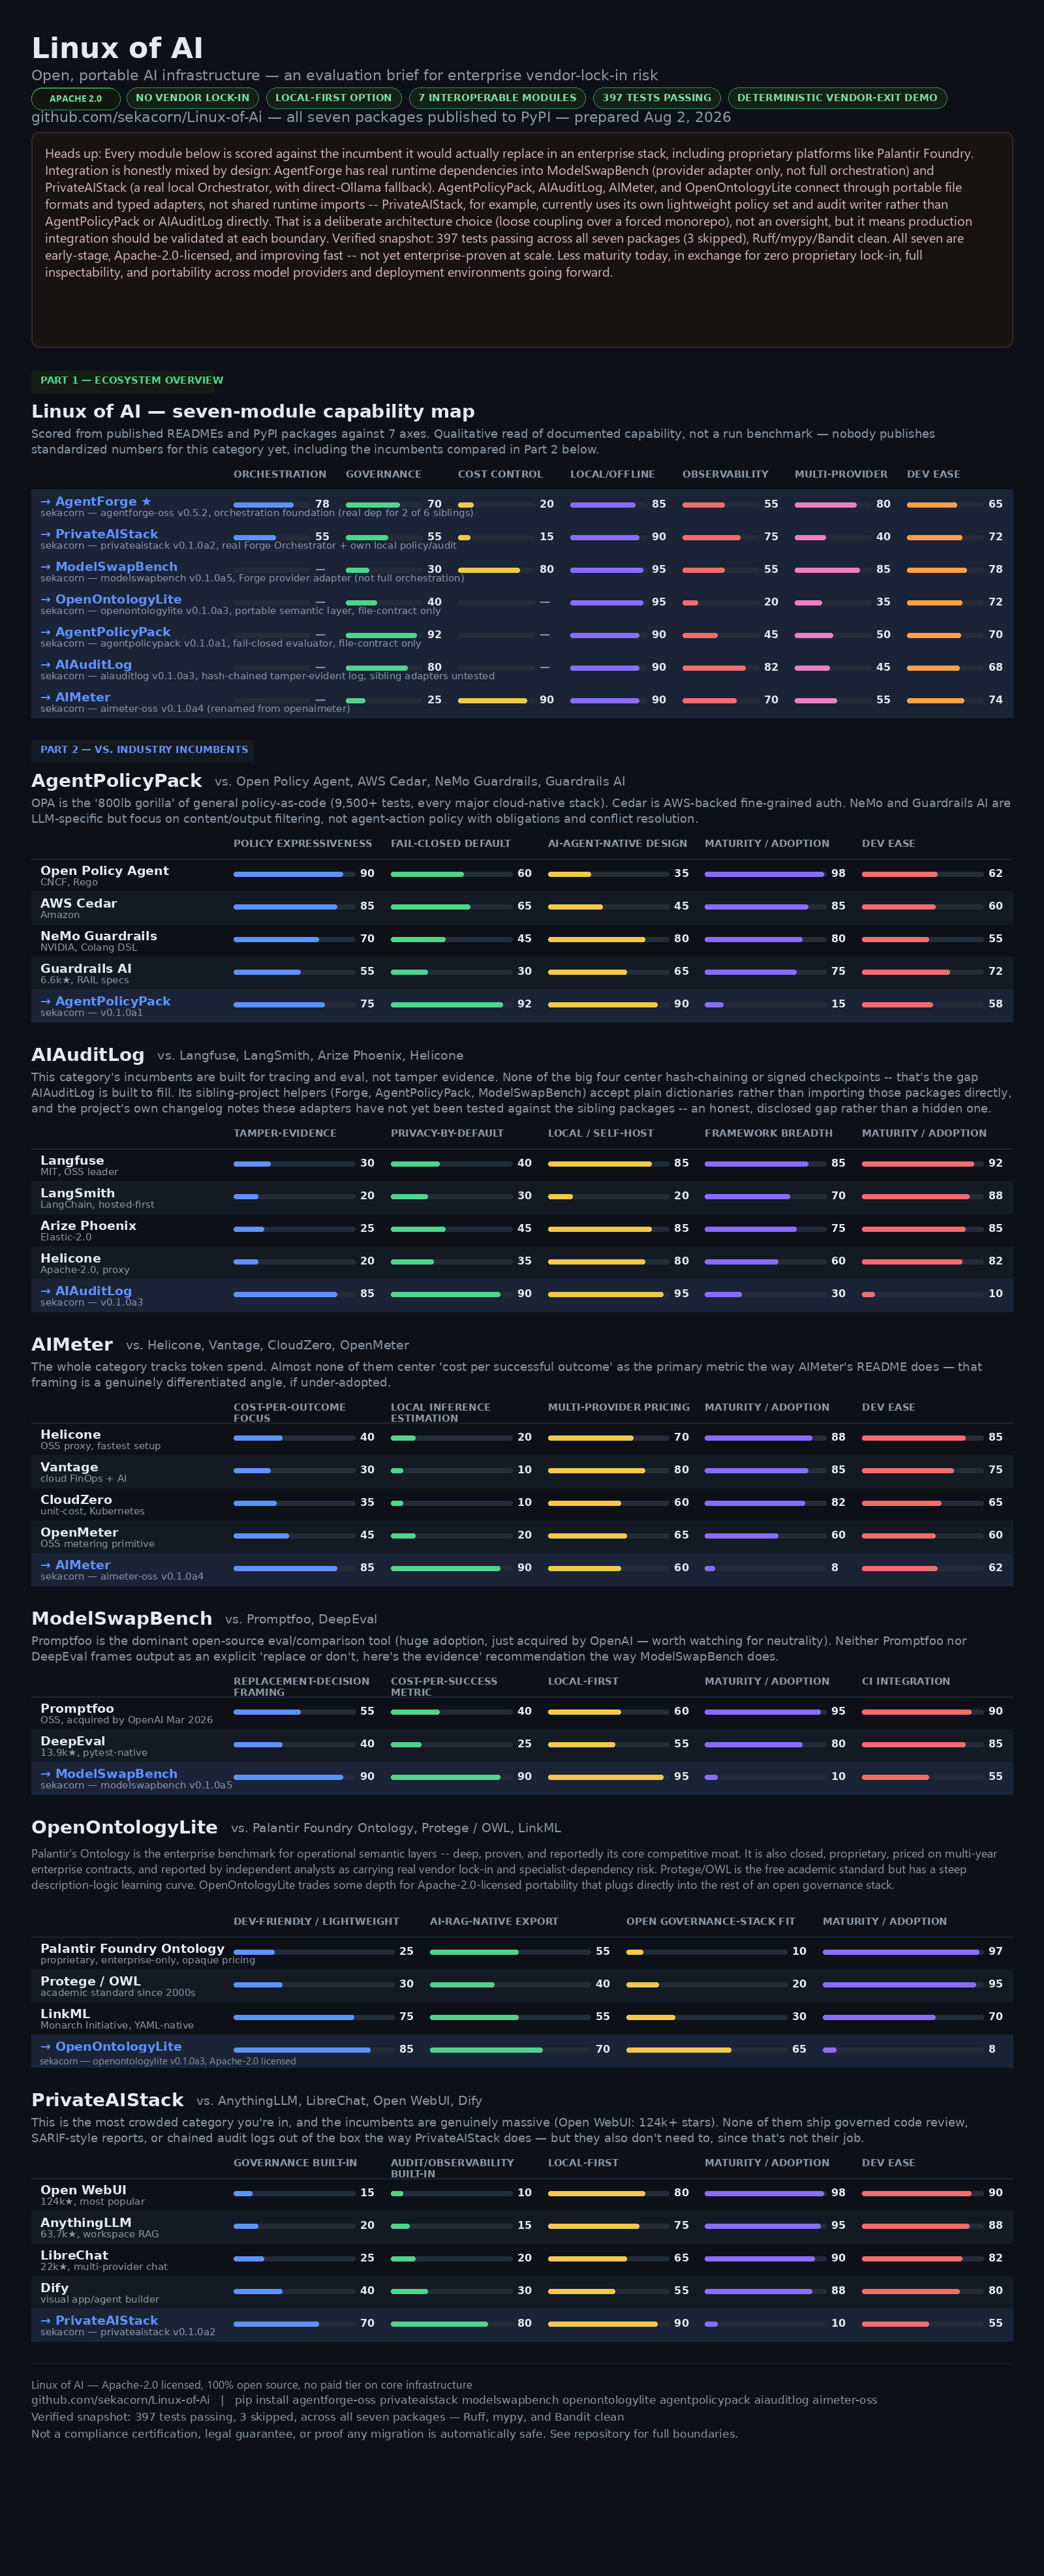 Linux of AI
Open, portable AI infrastructure — an evaluation brief for enterprise vendor-lock-in risk
APACHE 2.0 NO VENDOR LOCK-IN LOCAL-FIRST OPTION 7 INTEROPERABLE MODULES 397 TESTS PASSING DETERMINISTIC VENDOR-EXIT DEMO
github.com/sekacorn/Linux-of-Ai — all seven packages published to PyPI — prepared Aug 2, 2026
Heads up: Every module below is scored against the incumbent it would actually replace in an enterprise stack, including proprietary platforms like Palantir Foundry.
Integration is honestly mixed by design: AgentForge has real runtime dependencies into ModelSwapBench (provider adapter only, not full orchestration) and
PrivateAIStack (a real local Orchestrator, with direct-Ollama fallback). AgentPolicyPack, AIAuditLog, AIMeter, and OpenOntologyLite connect through portable file
formats and typed adapters, not shared runtime imports -- PrivateAIStack, for example, currently uses its own lightweight policy set and audit writer rather than
AgentPolicyPack or AIAuditLog directly. That is a deliberate architecture choice (loose coupling over a forced monorepo), not an oversight, but it means production
integration should be validated at each boundary. Verified snapshot: 397 tests passing across all seven packages (3 skipped), Ruff/mypy/Bandit clean. All seven are
early-stage, Apache-2.0-licensed, and improving fast -- not yet enterprise-proven at scale. Less maturity today, in exchange for zero proprietary lock-in, full
inspectability, and portability across model providers and deployment environments going forward.
PART 1 — ECOSYSTEM OVERVIEW
Linux of AI — seven-module capability map
Scored from published READMEs and PyPI packages against 7 axes. Qualitative read of documented capability, not a run benchmark — nobody publishes
standardized numbers for this category yet, including the incumbents compared in Part 2 below.
ORCHESTRATION GOVERNANCE COST CONTROL LOCAL/OFFLINE OBSERVABILITY MULTI-PROVIDER DEV EASE
→ AgentForge ★ 78 70 20 85 55 80 65
sekacorn — agentforge-oss v0.5.2, orchestration foundation (real dep for 2 of 6 siblings)
→ PrivateAIStack 55 55 15 90 75 40 72
sekacorn — privateaistack v0.1.0a2, real Forge Orchestrator + own local policy/audit
→ ModelSwapBench — 30 80 95 55 85 78
sekacorn — modelswapbench v0.1.0a5, Forge provider adapter (not full orchestration)
→ OpenOntologyLite — 40 — 95 20 35 72
sekacorn — openontologylite v0.1.0a3, portable semantic layer, file-contract only
→ AgentPolicyPack — 92 — 90 45 50 70
sekacorn — agentpolicypack v0.1.0a1, fail-closed evaluator, file-contract only
→ AIAuditLog — 80 — 90 82 45 68
sekacorn — aiauditlog v0.1.0a3, hash-chained tamper-evident log, sibling adapters untested
→ AIMeter — 25 90 90 70 55 74
sekacorn — aimeter-oss v0.1.0a4 (renamed from openaimeter)
PART 2 — VS. INDUSTRY INCUMBENTS
AgentPolicyPack vs. Open Policy Agent, AWS Cedar, NeMo Guardrails, Guardrails AI
OPA is the '800lb gorilla' of general policy-as-code (9,500+ tests, every major cloud-native stack). Cedar is AWS-backed fine-grained auth. NeMo and Guardrails AI are
LLM-specific but focus on content/output filtering, not agent-action policy with obligations and conflict resolution.
POLICY EXPRESSIVENESS FAIL-CLOSED DEFAULT AI-AGENT-NATIVE DESIGN MATURITY / ADOPTION DEV EASE
Open Policy Agent 90 60 35 98 62
CNCF, Rego
AWS Cedar 85 65 45 85 60
Amazon
NeMo Guardrails 70 45 80 80 55
NVIDIA, Colang DSL
Guardrails AI 55 30 65 75 72
6.6k★, RAIL specs
→ AgentPolicyPack 75 92 90 15 58
sekacorn — v0.1.0a1
AIAuditLog vs. Langfuse, LangSmith, Arize Phoenix, Helicone
This category's incumbents are built for tracing and eval, not tamper evidence. None of the big four center hash-chaining or signed checkpoints -- that's the gap
AIAuditLog is built to fill. Its sibling-project helpers (Forge, AgentPolicyPack, ModelSwapBench) accept plain dictionaries rather than importing those packages directly,
and the project's own changelog notes these adapters have not yet been tested against the sibling packages -- an honest, disclosed gap rather than a hidden one.
TAMPER-EVIDENCE PRIVACY-BY-DEFAULT LOCAL / SELF-HOST FRAMEWORK BREADTH MATURITY / ADOPTION
Langfuse 30 40 85 85 92
MIT, OSS leader
LangSmith 20 30 20 70 88
LangChain, hosted-first
Arize Phoenix 25 45 85 75 85
Elastic-2.0
Helicone 20 35 80 60 82
Apache-2.0, proxy
→ AIAuditLog 85 90 95 30 10
sekacorn — v0.1.0a3
AIMeter vs. Helicone, Vantage, CloudZero, OpenMeter
The whole category tracks token spend. Almost none of them center 'cost per successful outcome' as the primary metric the way AIMeter's README does — that
framing is a genuinely differentiated angle, if under-adopted.
COST-PER-OUTCOME LOCAL INFERENCE MULTI-PROVIDER PRICING MATURITY / ADOPTION DEV EASE
FOCUS ESTIMATION
Helicone 40 20 70 88 85
OSS proxy, fastest setup
Vantage 30 10 80 85 75
cloud FinOps + AI
CloudZero 35 10 60 82 65
unit-cost, Kubernetes
OpenMeter 45 20 65 60 60
OSS metering primitive
→ AIMeter 85 90 60 8 62
sekacorn — aimeter-oss v0.1.0a4
ModelSwapBench vs. Promptfoo, DeepEval
Promptfoo is the dominant open-source eval/comparison tool (huge adoption, just acquired by OpenAI — worth watching for neutrality). Neither Promptfoo nor
DeepEval frames output as an explicit 'replace or don't, here's the evidence' recommendation the way ModelSwapBench does.
REPLACEMENT-DECISION COST-PER-SUCCESS LOCAL-FIRST MATURITY / ADOPTION CI INTEGRATION
FRAMING METRIC
Promptfoo 55 40 60 95 90
OSS, acquired by OpenAI Mar 2026
DeepEval 40 25 55 80 85
13.9k★, pytest-native
→ ModelSwapBench 90 90 95 10 55
sekacorn — modelswapbench v0.1.0a5
OpenOntologyLite vs. Palantir Foundry Ontology, Protege / OWL, LinkML
Palantir's Ontology is the enterprise benchmark for operational semantic layers -- deep, proven, and reportedly its core competitive moat. It is also closed, proprietary, priced on multi-year
enterprise contracts, and reported by independent analysts as carrying real vendor lock-in and specialist-dependency risk. Protege/OWL is the free academic standard but has a steep
description-logic learning curve. OpenOntologyLite trades some depth for Apache-2.0-licensed portability that plugs directly into the rest of an open governance stack.
DEV-FRIENDLY / LIGHTWEIGHT AI-RAG-NATIVE EXPORT OPEN GOVERNANCE-STACK FIT MATURITY / ADOPTION
Palantir Foundry Ontology 25 55 10 97
proprietary, enterprise-only, opaque pricing
Protege / OWL 30 40 20 95
academic standard since 2000s
LinkML 75 55 30 70
Monarch Initiative, YAML-native
→ OpenOntologyLite 85 70 65 8
sekacorn — openontologylite v0.1.0a3, Apache-2.0 licensed
PrivateAIStack vs. AnythingLLM, LibreChat, Open WebUI, Dify
This is the most crowded category you're in, and the incumbents are genuinely massive (Open WebUI: 124k+ stars). None of them ship governed code review,
SARIF-style reports, or chained audit logs out of the box the way PrivateAIStack does — but they also don't need to, since that's not their job.
GOVERNANCE BUILT-IN AUDIT/OBSERVABILITY LOCAL-FIRST MATURITY / ADOPTION DEV EASE
BUILT-IN
Open WebUI 15 10 80 98 90
124k★, most popular
AnythingLLM 20 15 75 95 88
63.7k★, workspace RAG
LibreChat 25 20 65 90 82
22k★, multi-provider chat
Dify 40 30 55 88 80
visual app/agent builder
→ PrivateAIStack 70 80 90 10 55
sekacorn — privateaistack v0.1.0a2
Linux of AI — Apache-2.0 licensed, 100% open source, no paid tier on core infrastructure
github.com/sekacorn/Linux-of-Ai | pip install agentforge-oss privateaistack modelswapbench openontologylite agentpolicypack aiauditlog aimeter-oss
Verified snapshot: 397 tests passing, 3 skipped, across all seven packages — Ruff, mypy, and Bandit clean
Not a compliance certification, legal guarantee, or proof any migration is automatically safe. See repository for full boundaries.